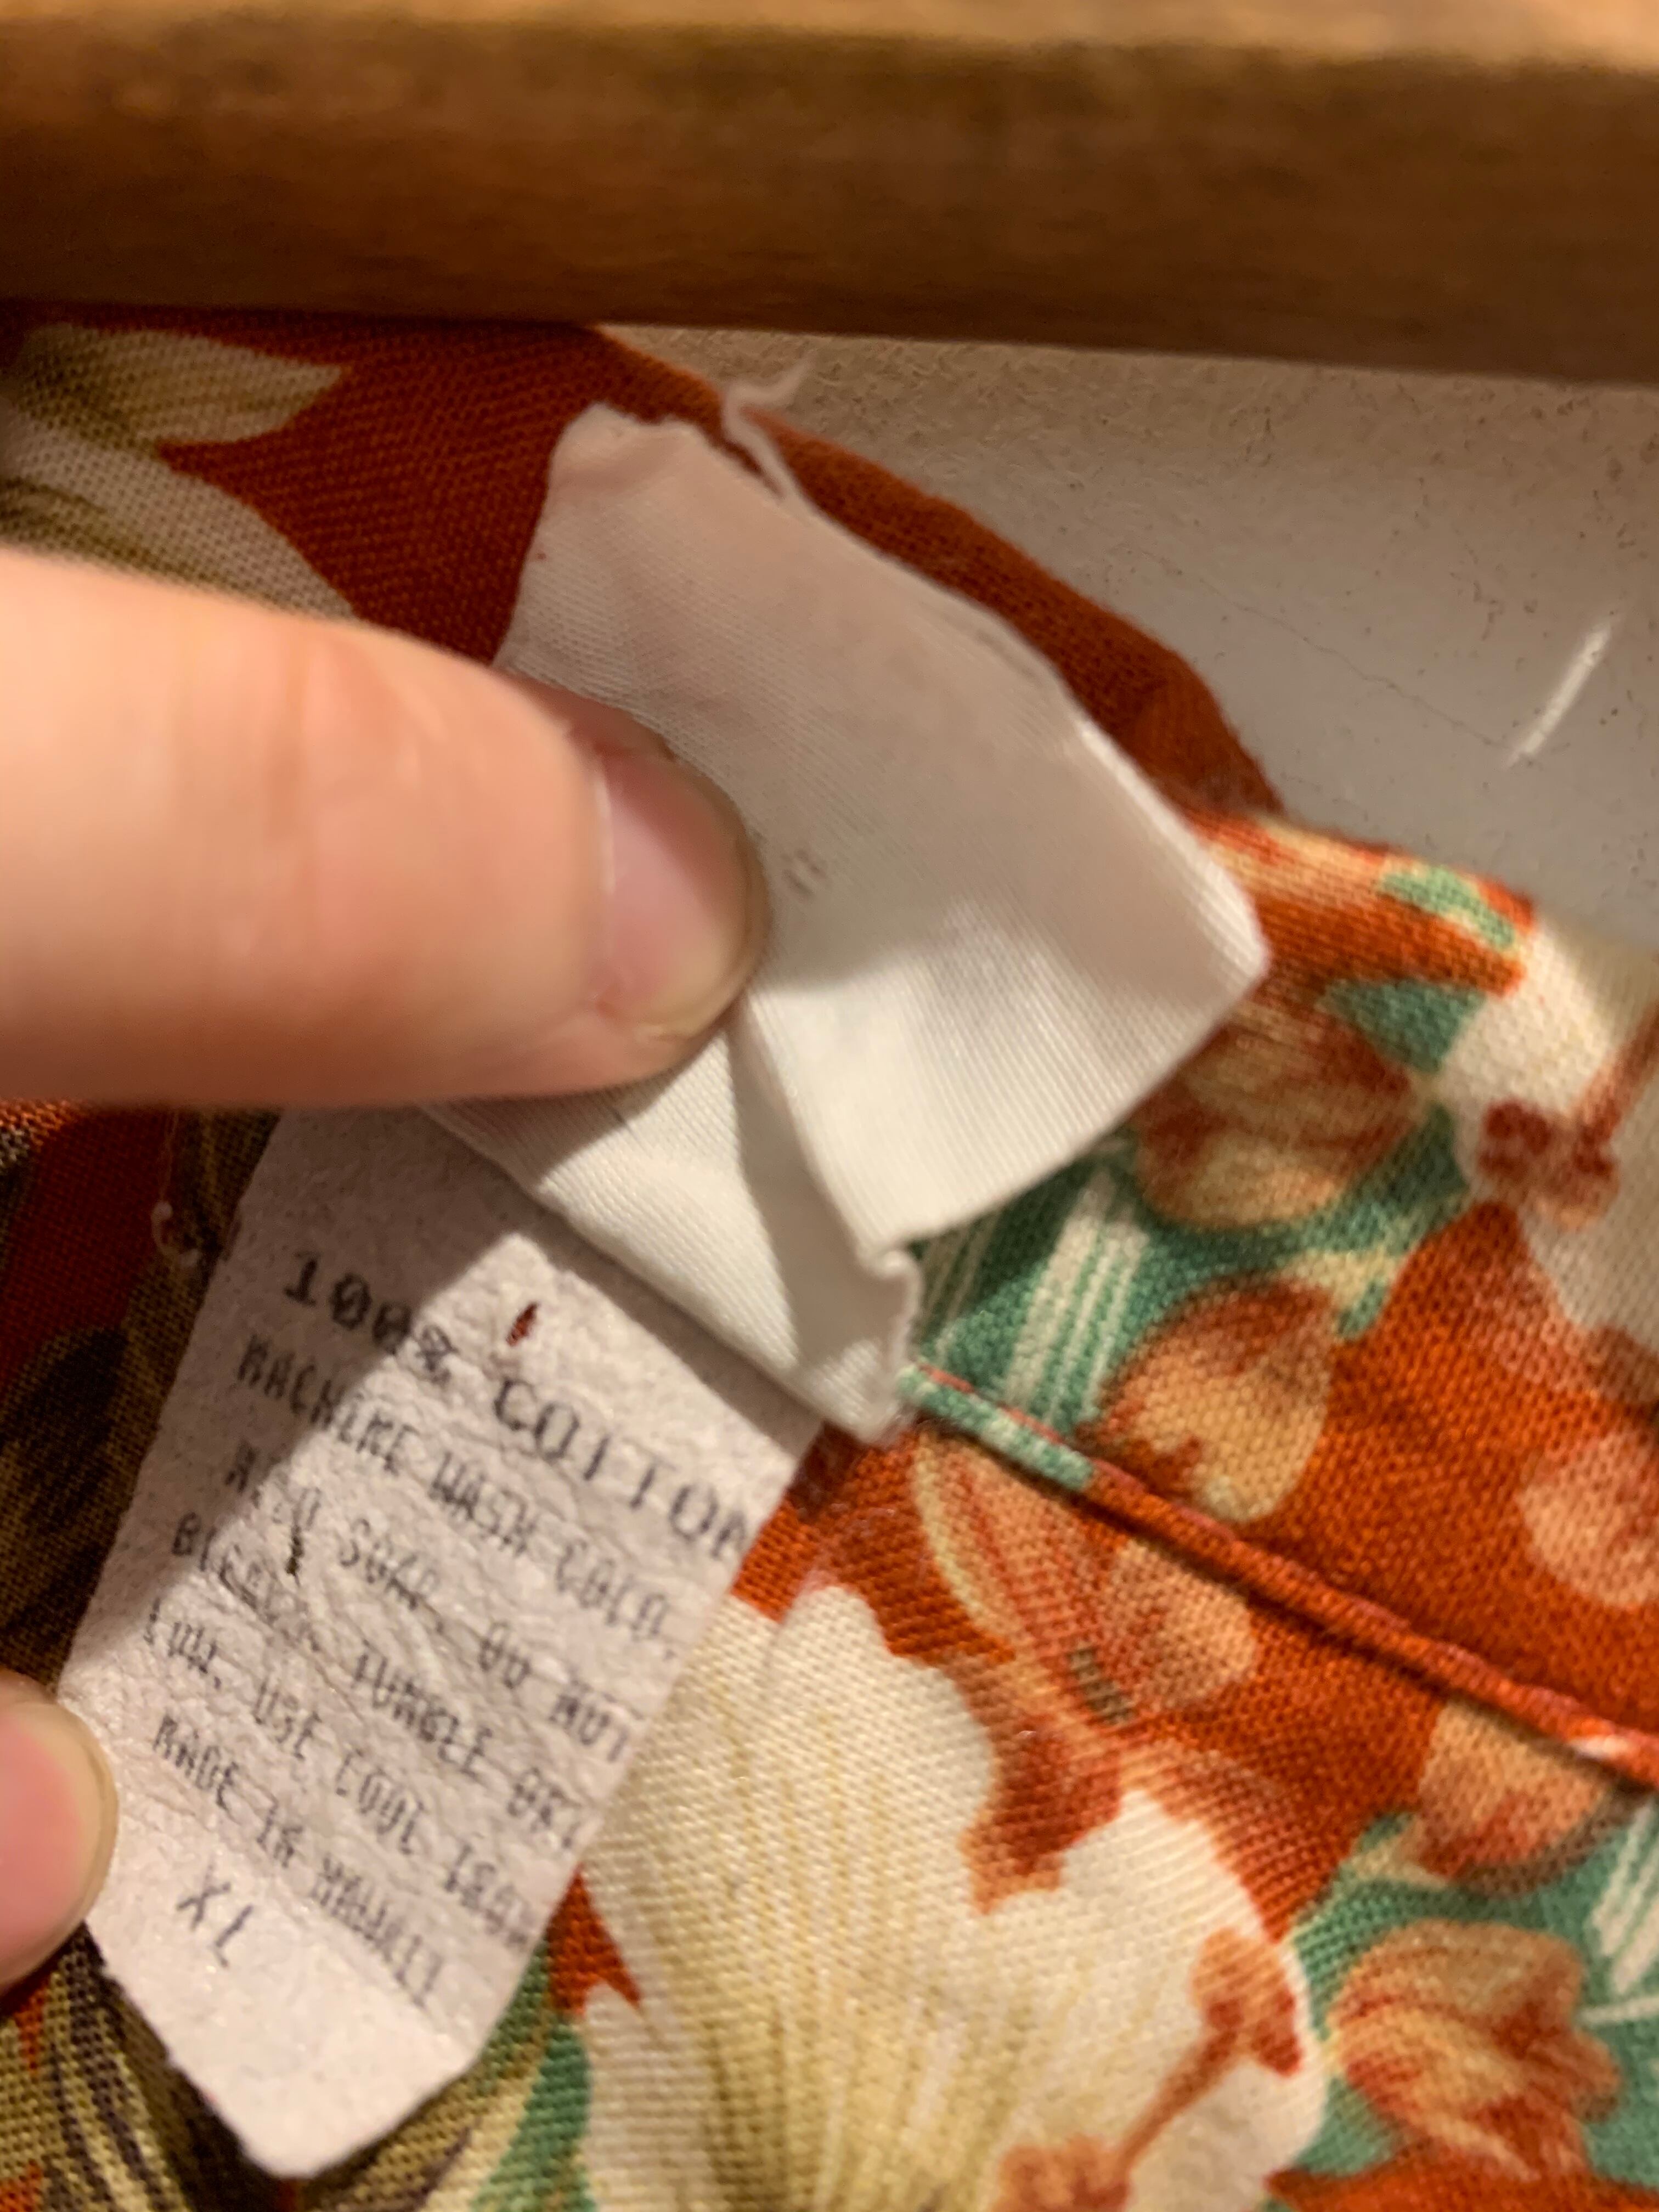 100% COTTON
MACHINE WASH COLD,
MILD SOAP. DO NOT
BLEACH. TUMBLE DRY
LOW. USE COOL IRON
MADE IN HAWAII
XL